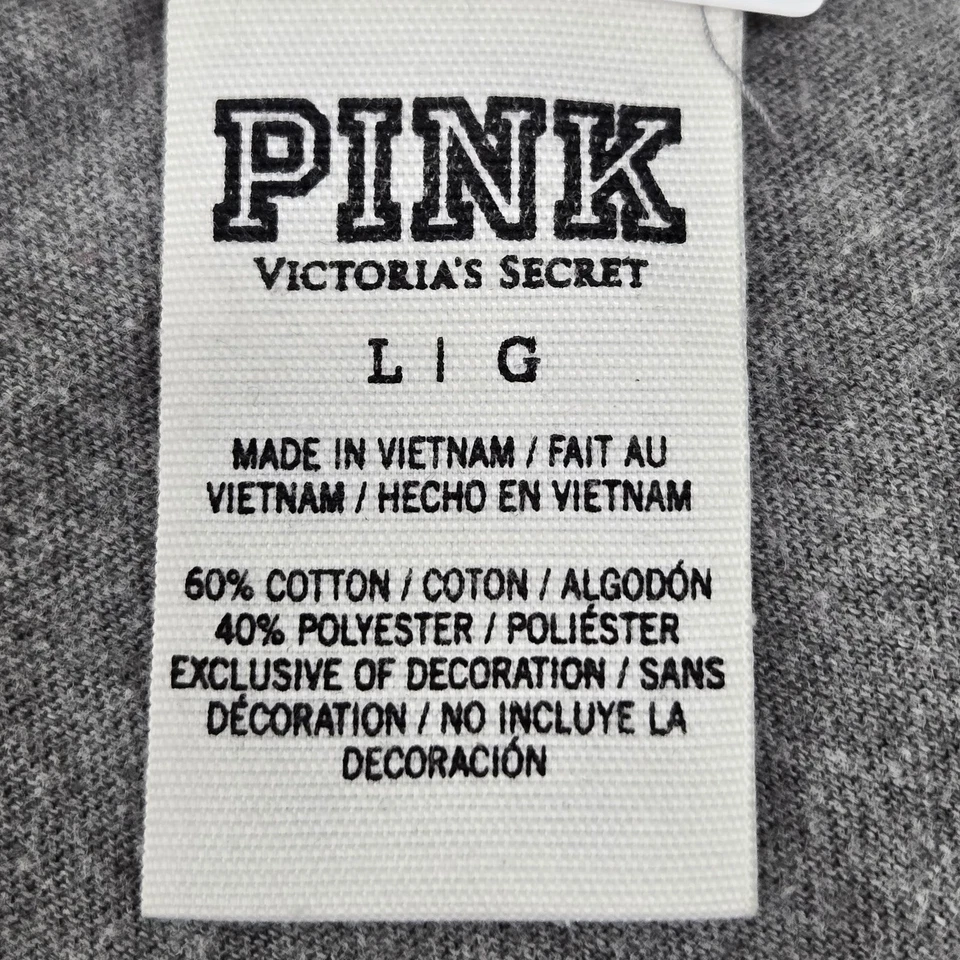 PINK
VICTORIA'S SECRET
L | G
MADE IN VIETNAM / FAIT AU
VIETNAM / HECHO EN VIETNAM
60% COTTON / COTON / ALGODÓN
40% POLYESTER / POLIÉSTER
EXCLUSIVE OF DECORATION / SANS
DÉCORATION / NO INCLUYE LA
DECORACIÓN